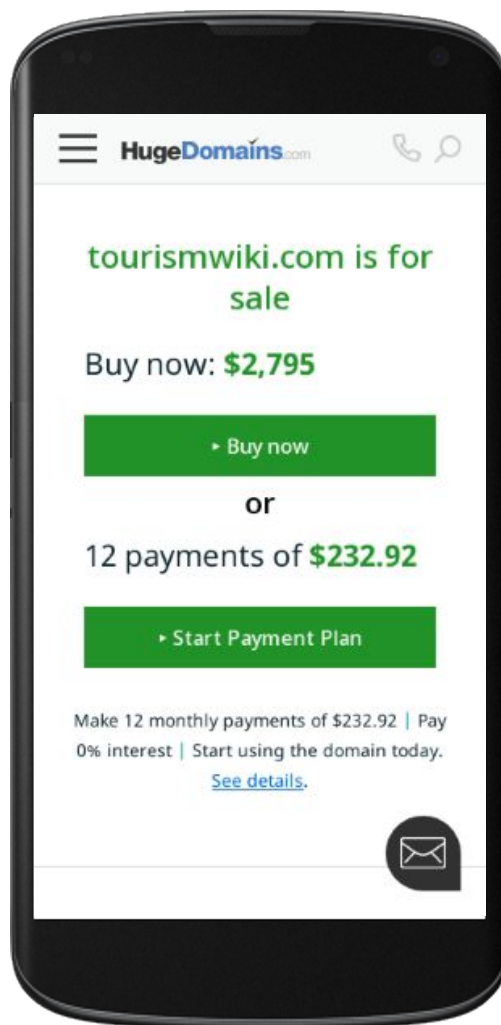 HugeDomains.com
tourismwiki.com is for
sale
Buy now: $2,795
‣ Buy now
or
12 payments of $232.92
‣ Start Payment Plan
Make 12 monthly payments of $232.92 | Pay
0% interest | Start using the domain today.
See details.